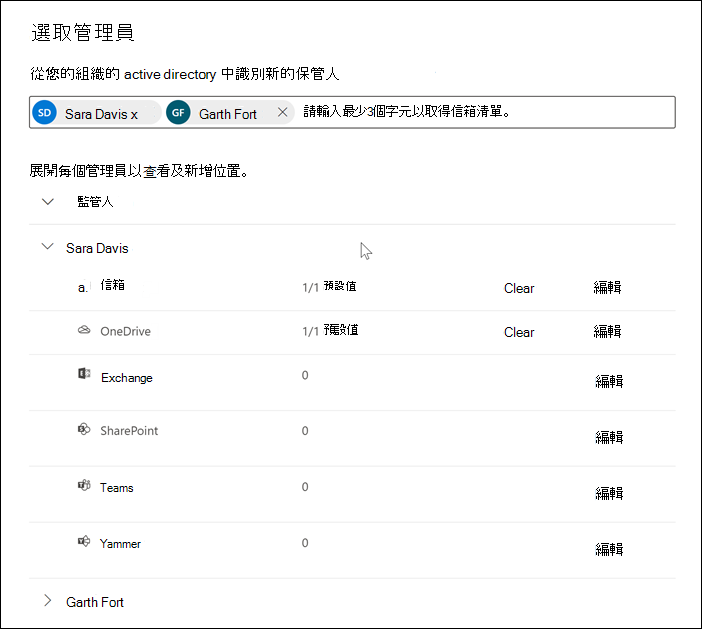 選取管理員
從您的組織的 active directory 中識別新的保管人
SD Sara Davis x GF Garth Fort × 請輸入最少3個字元以取得信箱清單。
展開每個管理員以查看及新增位置。
監管人
Sara Davis
a. 信箱 1/1 預設值 Clear 編輯
OneDrive 1/1 預設值 Clear 編輯
Exchange 0 編輯
SharePoint 0 編輯
Teams 0 編輯
Yammer 0 編輯
Garth Fort